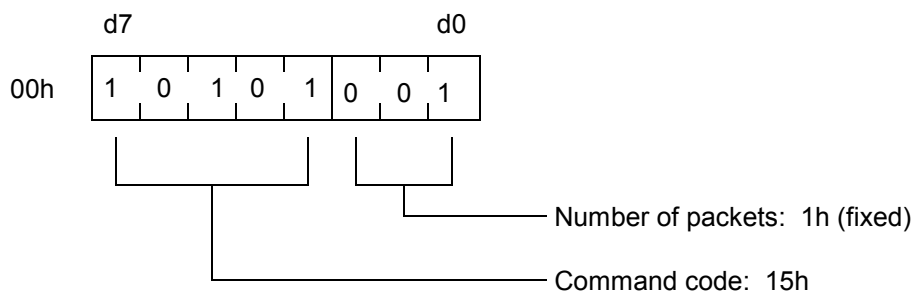 d7 d0
00h 1 0 1 0 1 0 0 1
Number of packets: 1h (fixed)
Command code: 15h